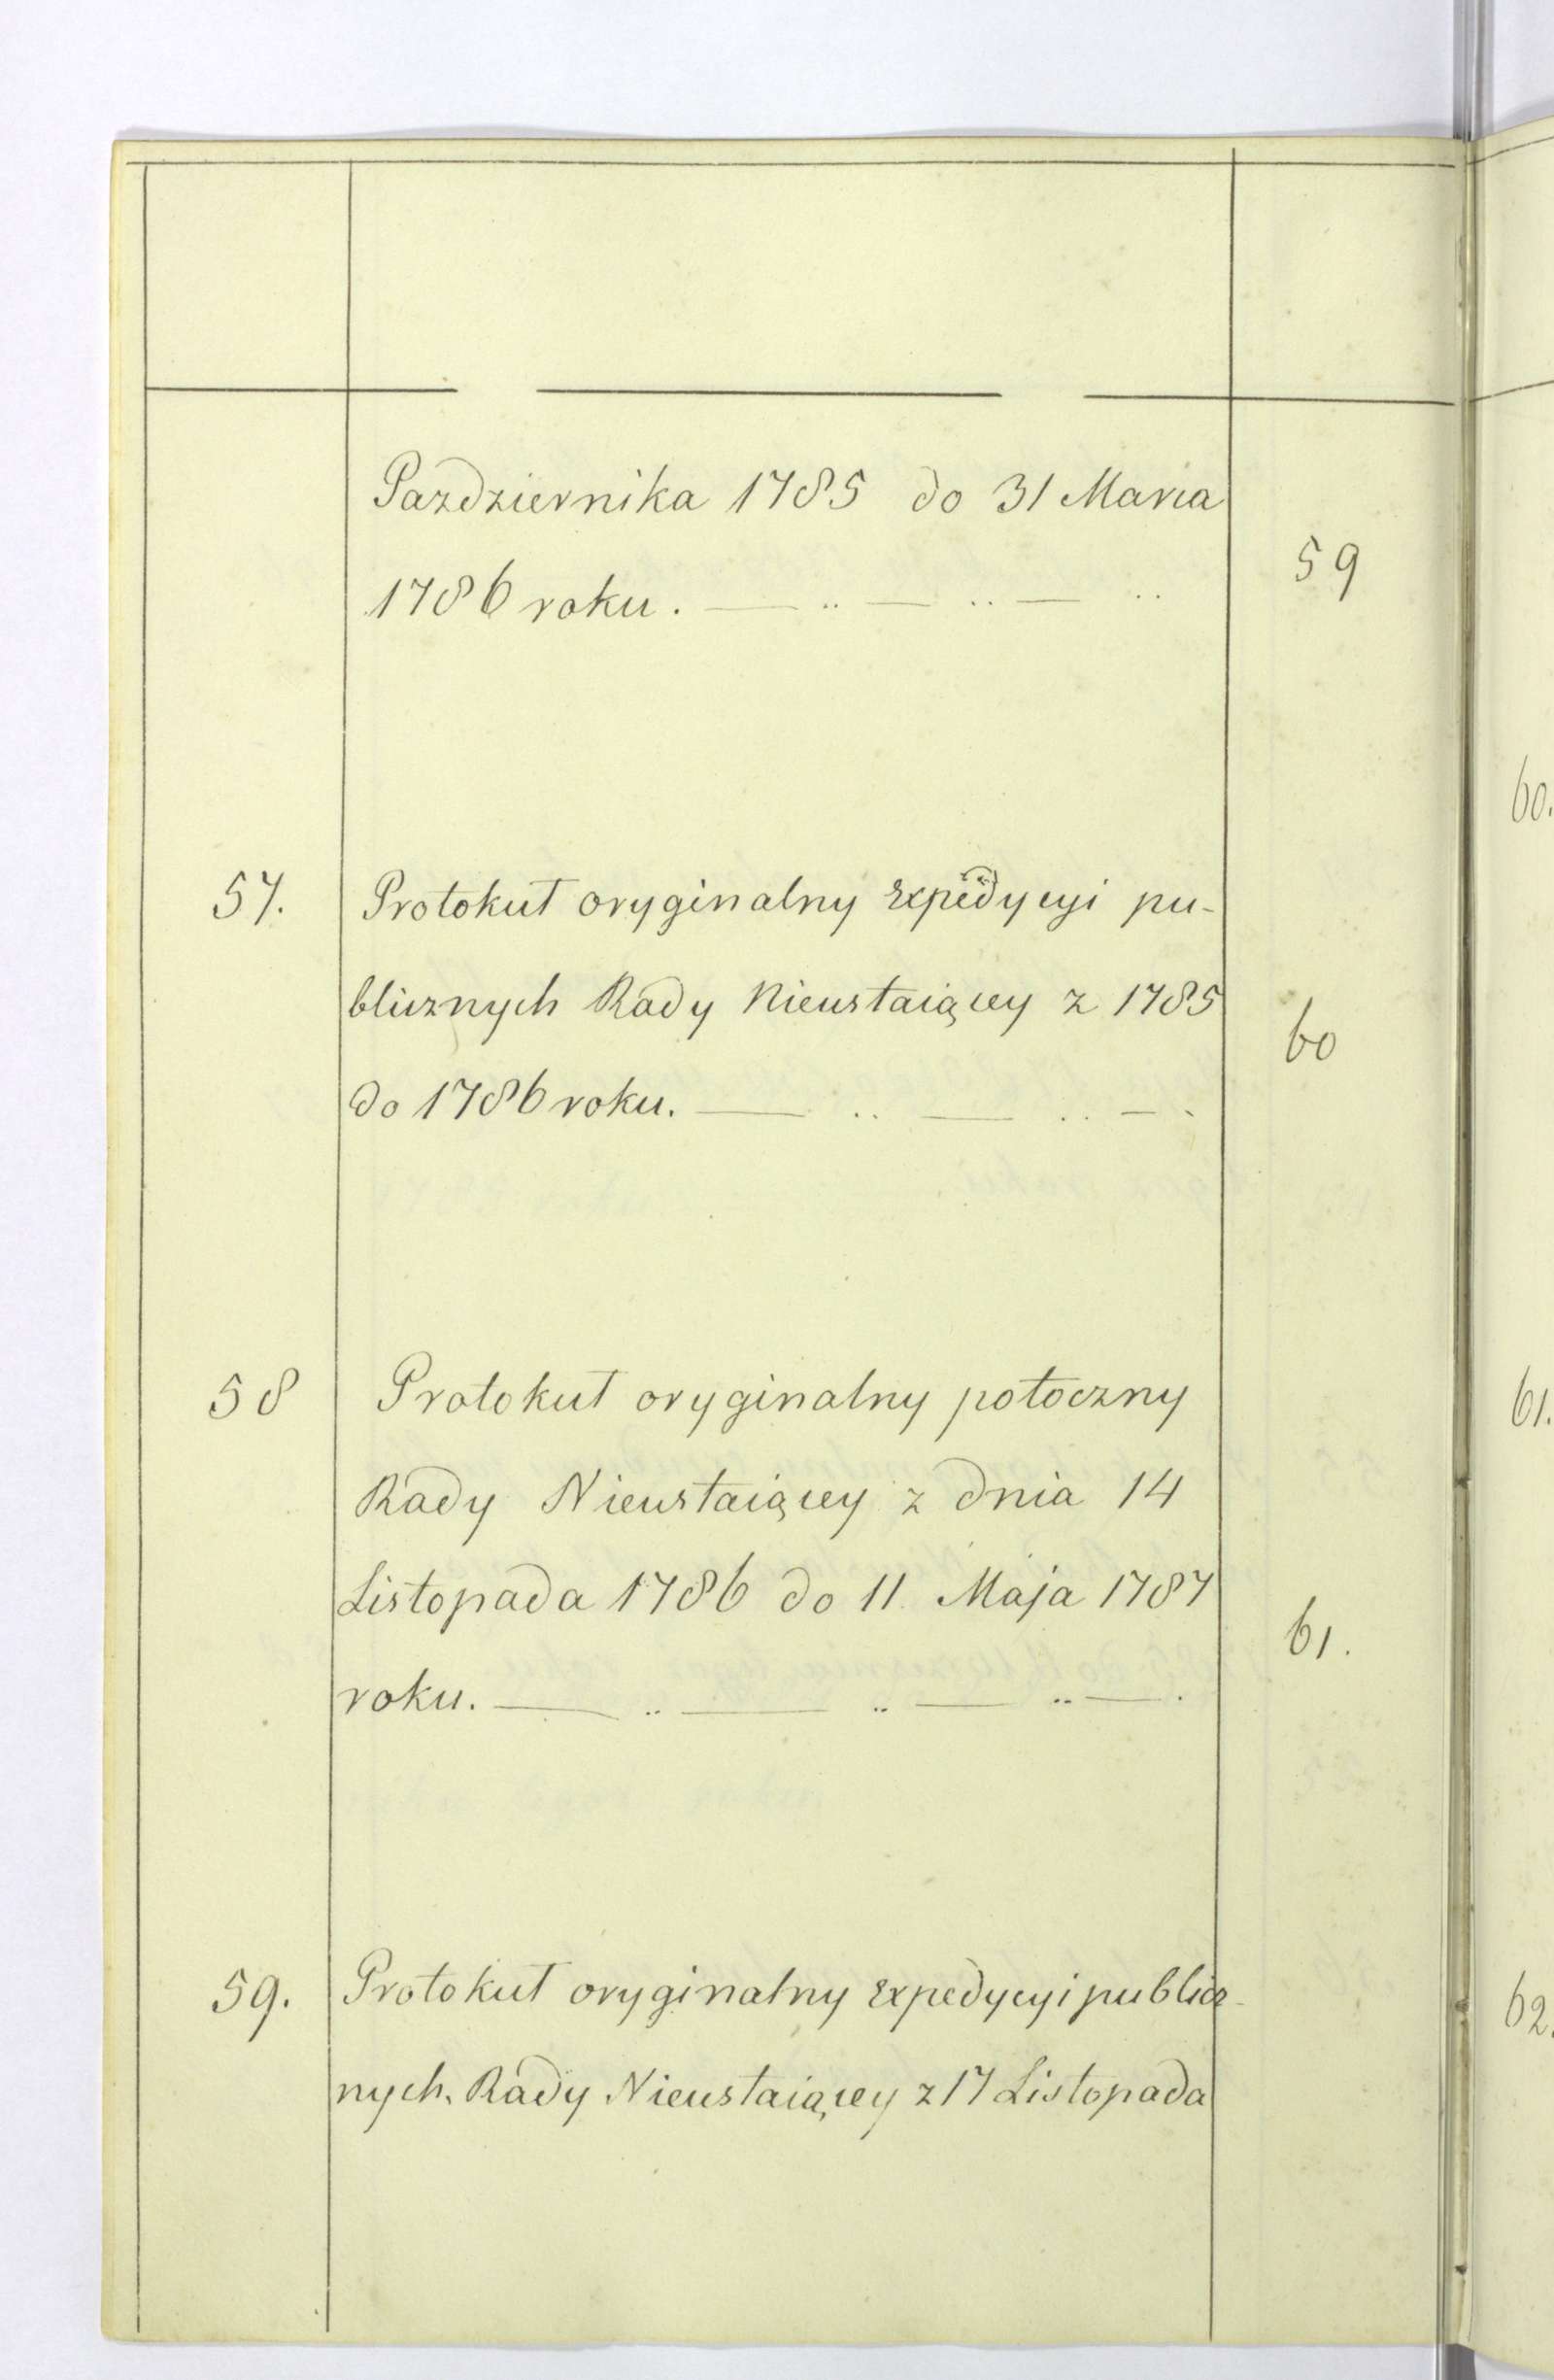 Pazdziernika 1785 do 31 Marca
1786 roku. — .. — .. — ..
59
57. Protokuł oryginalny Expedycyi pu-
blicznych Rady Nieustaiącey z 1785
60
do 1786 roku. — .. — .. — .
58 Protokuł oryginalny potoczny
Rady Nieustaiącey z dnia 14
Listopada 1786 do 11 Maja 1787
61.
roku. — .. — .. — .. — .
59. Protokuł oryginalny Expedycyi publicz-
nych Rady Nieustaiącey z 17 Listopada
60.
61.
62.